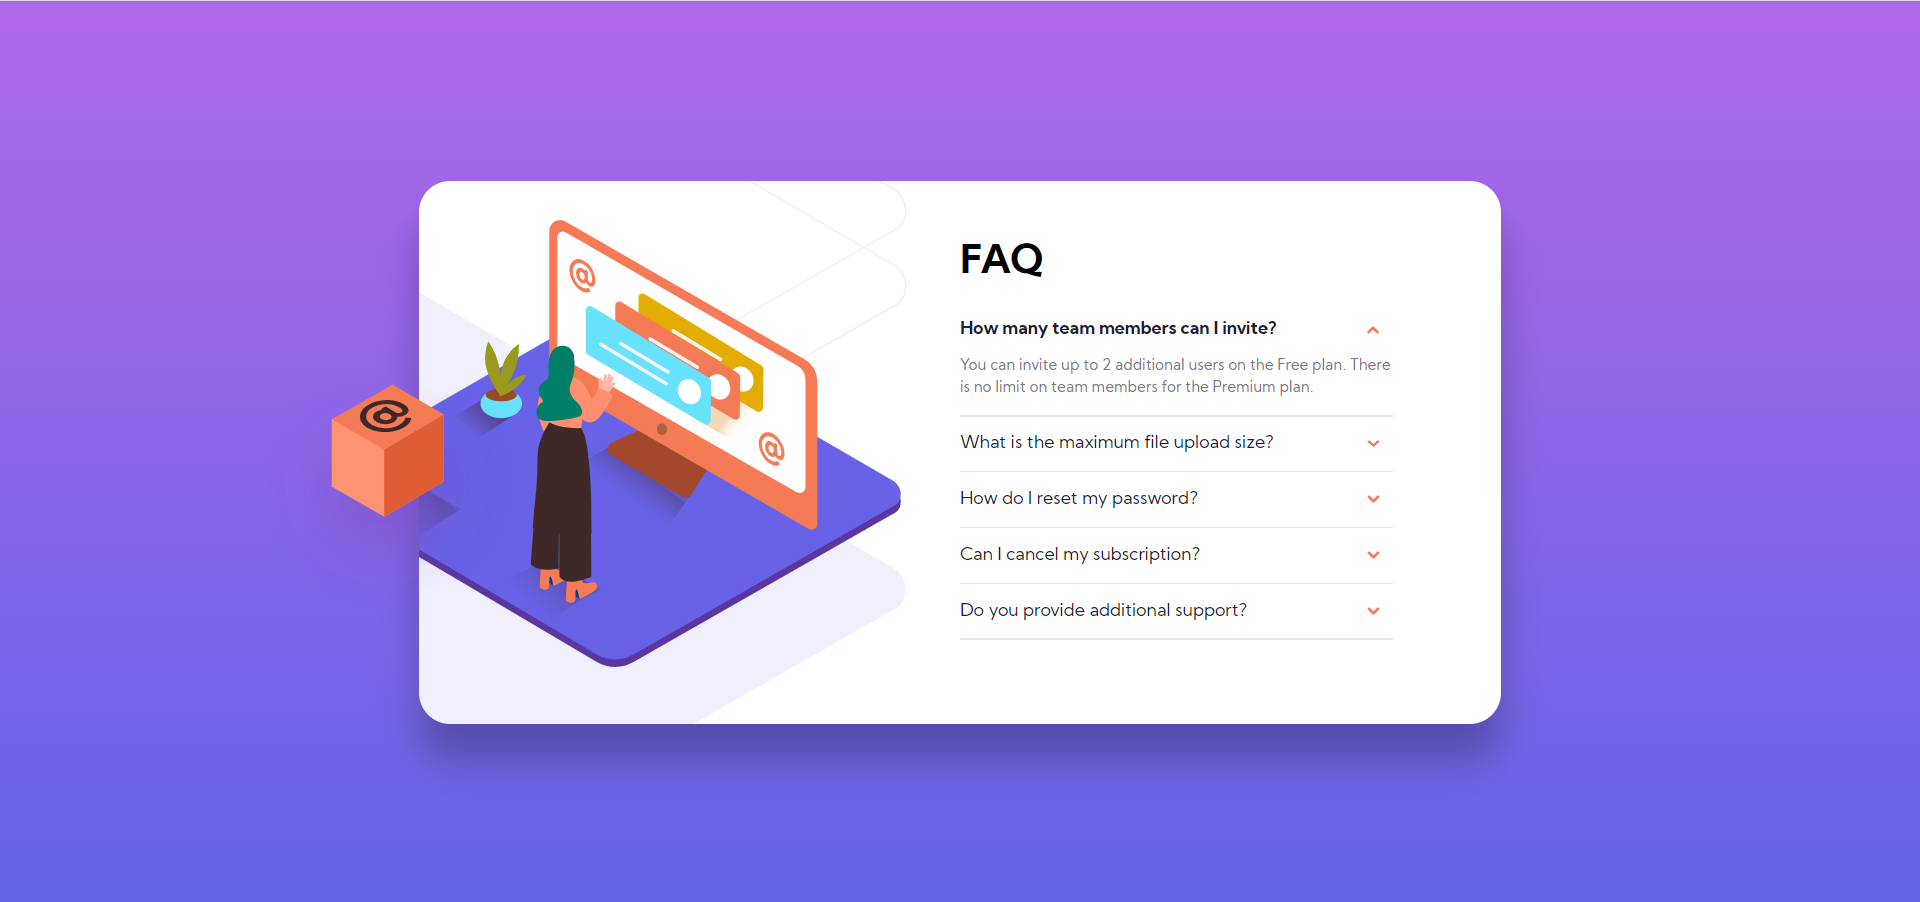 @
@
@
FAQ
How many team members can I invite?
You can invite up to 2 additional users on the Free plan. There
is no limit on team members for the Premium plan.
What is the maximum file upload size?
How do I reset my password?
Can I cancel my subscription?
Do you provide additional support?